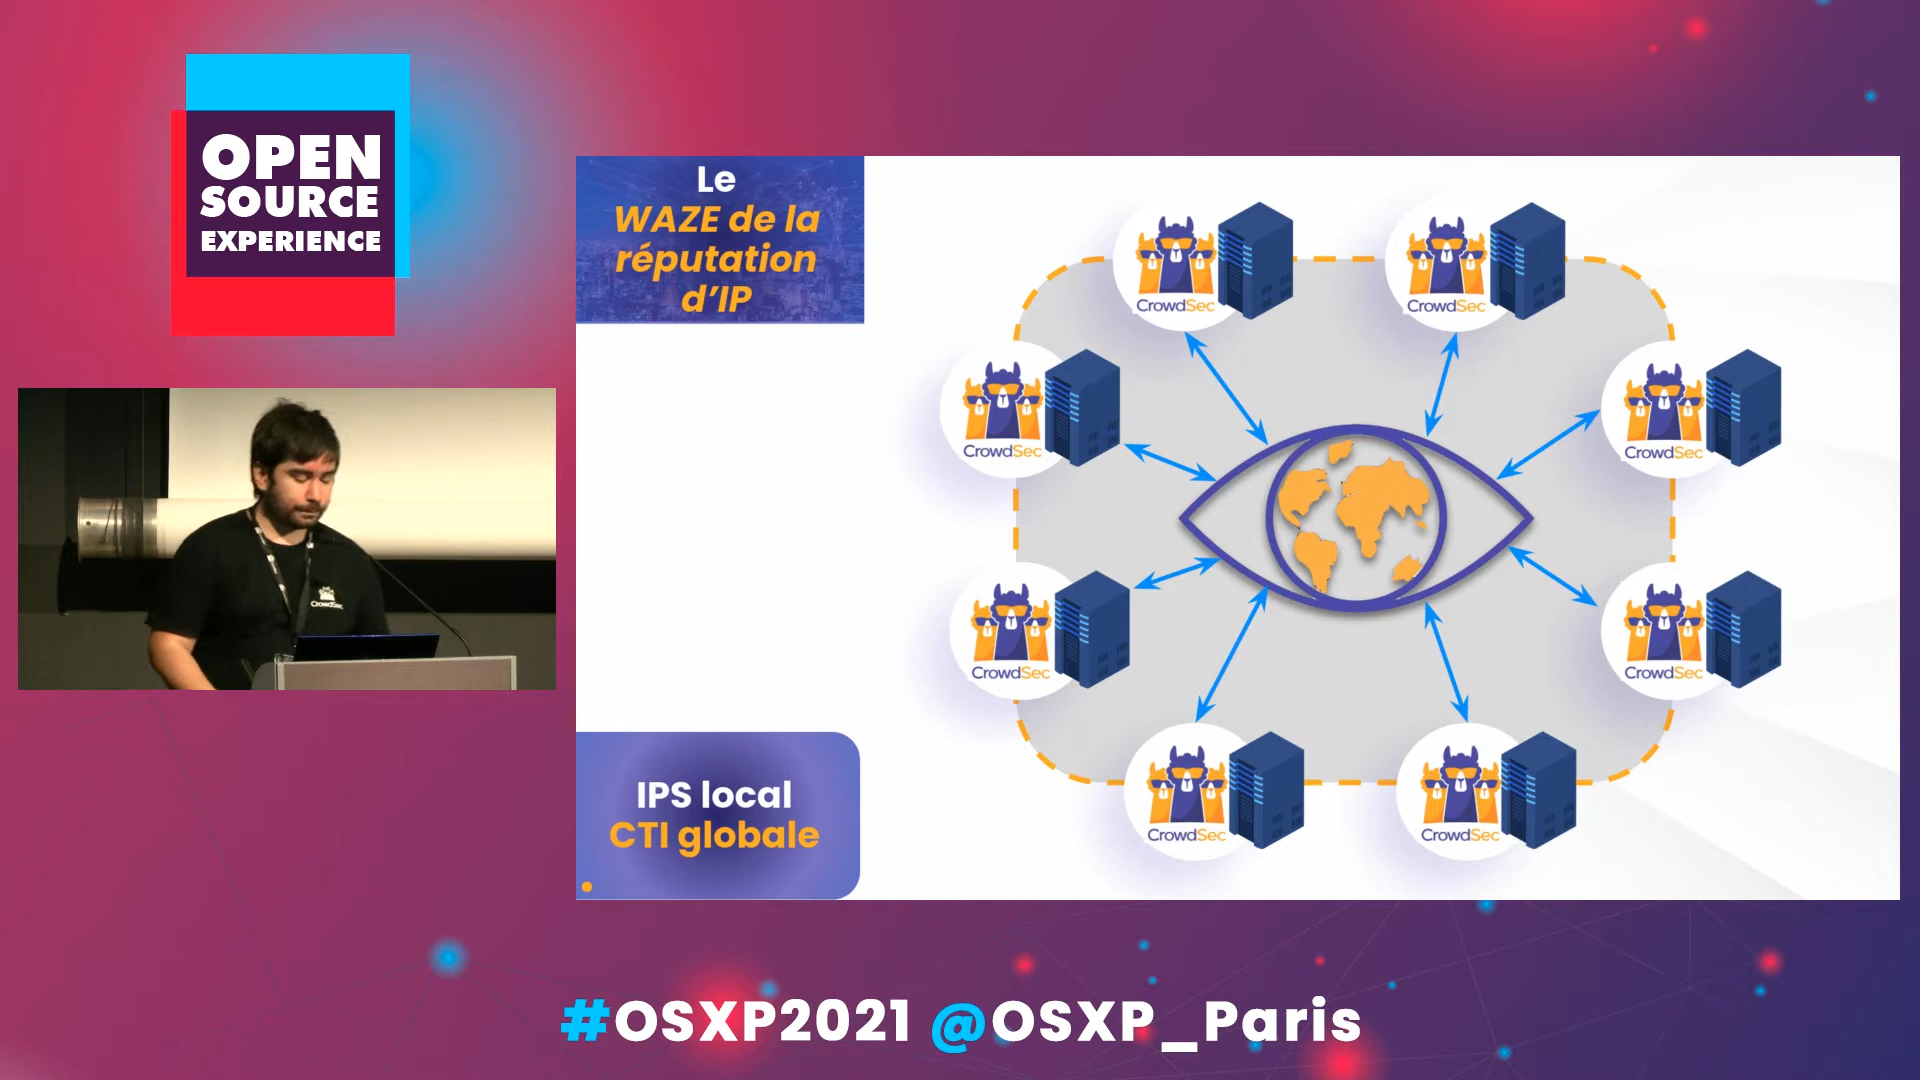 OPEN
SOURCE
EXPERIENCE
Le
WAZE de la
réputation
d'IP
CrowdSec
CrowdSec
CrowdSec
CrowdSec
CrowdSec
CrowdSec
CrowdSec
CrowdSec
CrowdSec
IPS local
CTI globale
#OSXP2021 @OSXP_Paris